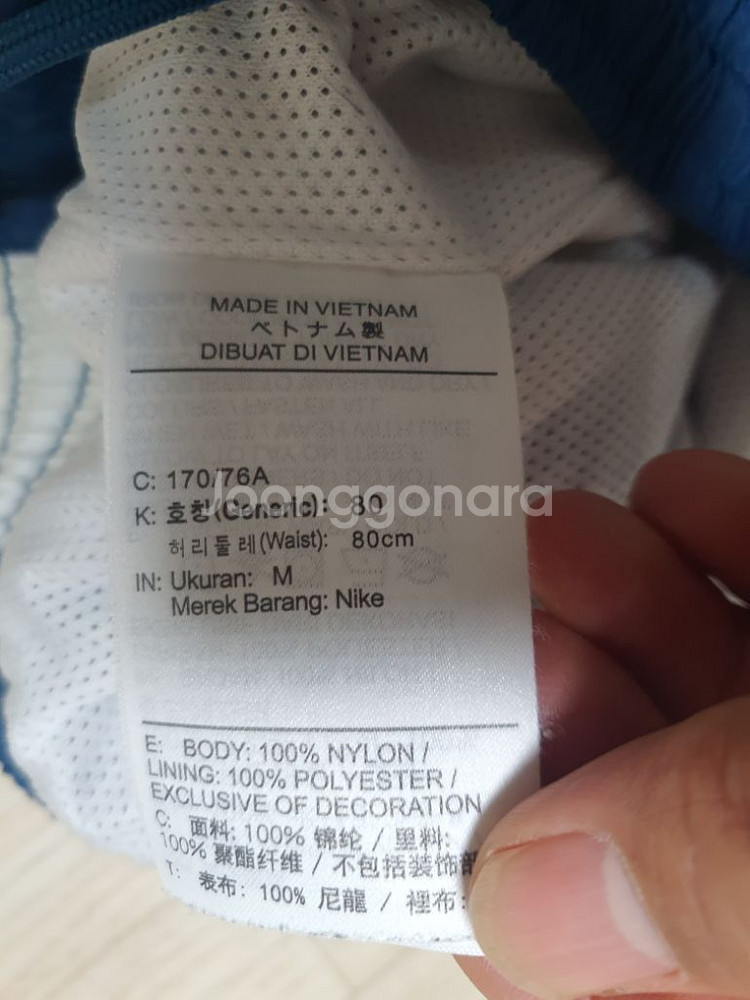 MADE IN VIETNAM
ベトナム製
DIBUAT DI VIETNAM
C: 170/76A
joonggonara
K: 호칭(Generic): 80
허리둘레(Waist): 80cm
IN: Ukuran: M
Merek Barang: Nike
E: BODY: 100% NYLON /
LINING: 100% POLYESTER /
EXCLUSIVE OF DECORATION
C: 面料: 100% 锦纶 / 里料:
100% 聚酯纤维 / 不包括装饰部
T: 表布: 100% 尼龍 / 裡布: